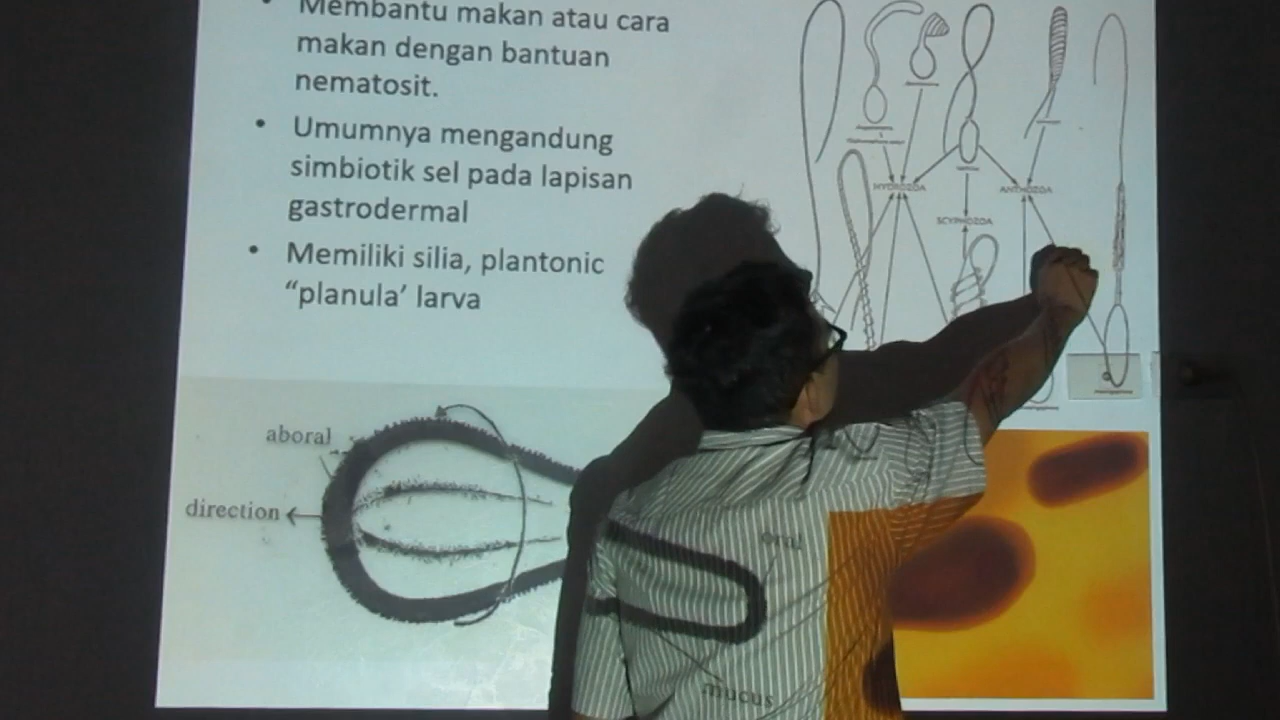 Membantu makan atau cara
makan dengan bantuan
nematosit.
Umumnya mengandung
simbiotik sel pada lapisan
gastrodermal
Memiliki silia, plantonic
“planula’ larva
HYDROZOA
ANTHOZOA
SCYPHOZOA
aboral
direction
oral
mucus